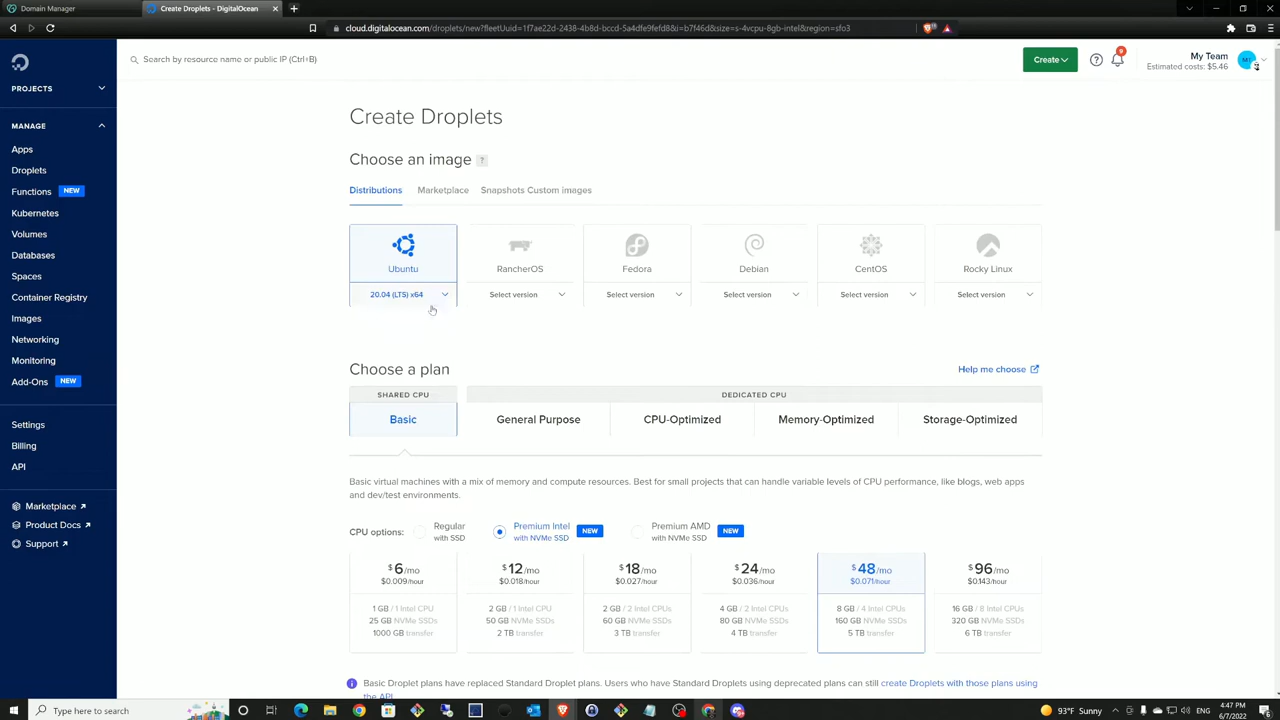 Domain Manager
Create Droplets - DigitalOcean
cloud.digitalocean.com/droplets/new?fleetUuid=1f7ae22d-2438-4b8d-bccd-5a4dfe9fefd8&i=b7f46d&size=s-4vcpu-8gb-intel&region=sfo3
Search by resource name or public IP (Ctrl+B)
Create
9
My Team
Estimated costs: $5.46
PROJECTS
MANAGE
Apps
Droplets
Functions NEW
Kubernetes
Volumes
Databases
Spaces
Container Registry
Images
Networking
Monitoring
Add-Ons NEW
Settings
Billing
API
Marketplace
Product Docs
Support
Create Droplets
Choose an image ?
Distributions Marketplace Snapshots Custom images
Ubuntu RancherOS Fedora Debian CentOS Rocky Linux
20.04 (LTS) x64 Select version Select version Select version Select version Select version
Choose a plan
Help me choose
SHARED CPU DEDICATED CPU
Basic General Purpose CPU-Optimized Memory-Optimized Storage-Optimized
Basic virtual machines with a mix of memory and compute resources. Best for small projects that can handle variable levels of CPU performance, like blogs, web apps
and dev/test environments.
CPU options: Regular with SSD Premium Intel with NVMe SSD NEW Premium AMD with NVMe SSD NEW
$6/mo $12/mo $18/mo $24/mo $48/mo $96/mo
$0.009/hour $0.018/hour $0.027/hour $0.036/hour $0.071/hour $0.143/hour
1 GB / 1 Intel CPU 2 GB / 1 Intel CPU 2 GB / 2 Intel CPUs 4 GB / 2 Intel CPUs 8 GB / 4 Intel CPUs 16 GB / 8 Intel CPUs
25 GB NVMe SSDs 50 GB NVMe SSDs 60 GB NVMe SSDs 80 GB NVMe SSDs 160 GB NVMe SSDs 320 GB NVMe SSDs
1000 GB transfer 2 TB transfer 3 TB transfer 4 TB transfer 5 TB transfer 6 TB transfer
Basic Droplet plans have replaced Standard Droplet plans. Users who have Standard Droplets using deprecated plans can still create Droplets with those plans using
the API.
Type here to search
93°F Sunny
4:47 PM
6/7/2022